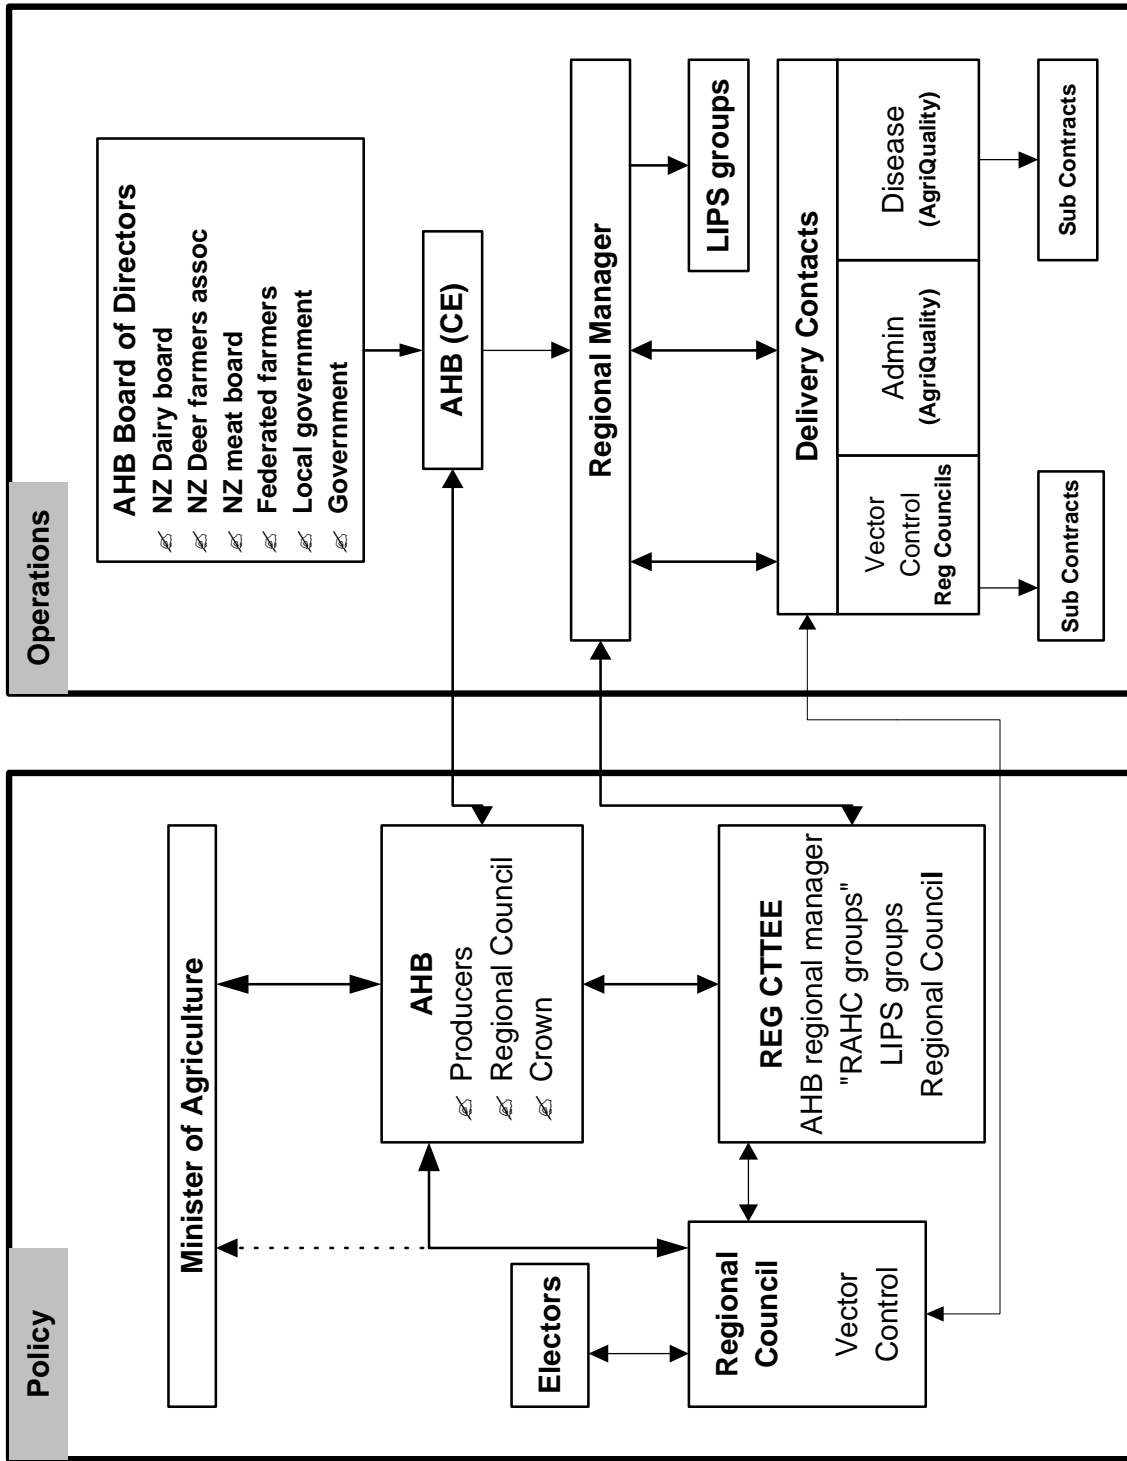 Policy
Minister of Agriculture
AHB
Producers
Regional Council
Crown
Electors
Regional
Council
Vector
Control
REG CTTEE
AHB regional manager
"RAHC groups"
LIPS groups
Regional Council
Operations
AHB Board of Directors
NZ Dairy board
NZ Deer farmers assoc
NZ meat board
Federated farmers
Local government
Government
AHB (CE)
Regional Manager
LIPS groups
Delivery Contacts
Vector
Control
Reg Councils
Admin
(AgriQuality)
Disease
(AgriQuality)
Sub Contracts
Sub Contracts